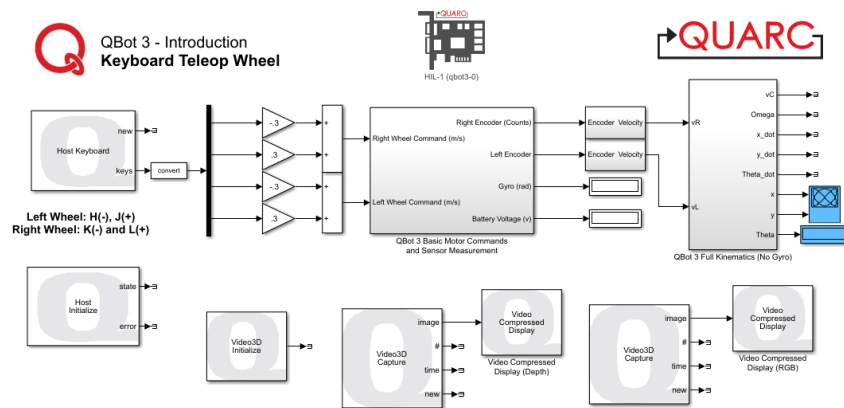 QBot 3 - Introduction
Keyboard Teleop Wheel
QUARC
HIL-1 (qbot3-0)
QUARC
Host Keyboard
new
keys
convert
-.3
.3
-.3
.3
+
+
+
+
Right Wheel Command (m/s)
Left Wheel Command (m/s)
Right Encoder (Counts)
Left Encoder
Gyro (rad)
Battery Voltage (v)
QBot 3 Basic Motor Commands
and Sensor Measurement
Encoder Velocity
Encoder Velocity
vR
vL
vC
Omega
x_dot
y_dot
Theta_dot
x
y
Theta
QBot 3 Full Kinematics (No Gyro)
Left Wheel: H(-), J(+)
Right Wheel: K(-) and L(+)
Host
Initialize
state
error
Video3D
Initialize
Video3D
Capture
image
#
time
new
Video
Compressed
Display
Video Compressed
Display (Depth)
Video3D
Capture
image
#
time
new
Video
Compressed
Display
Video Compressed
Display (RGB)